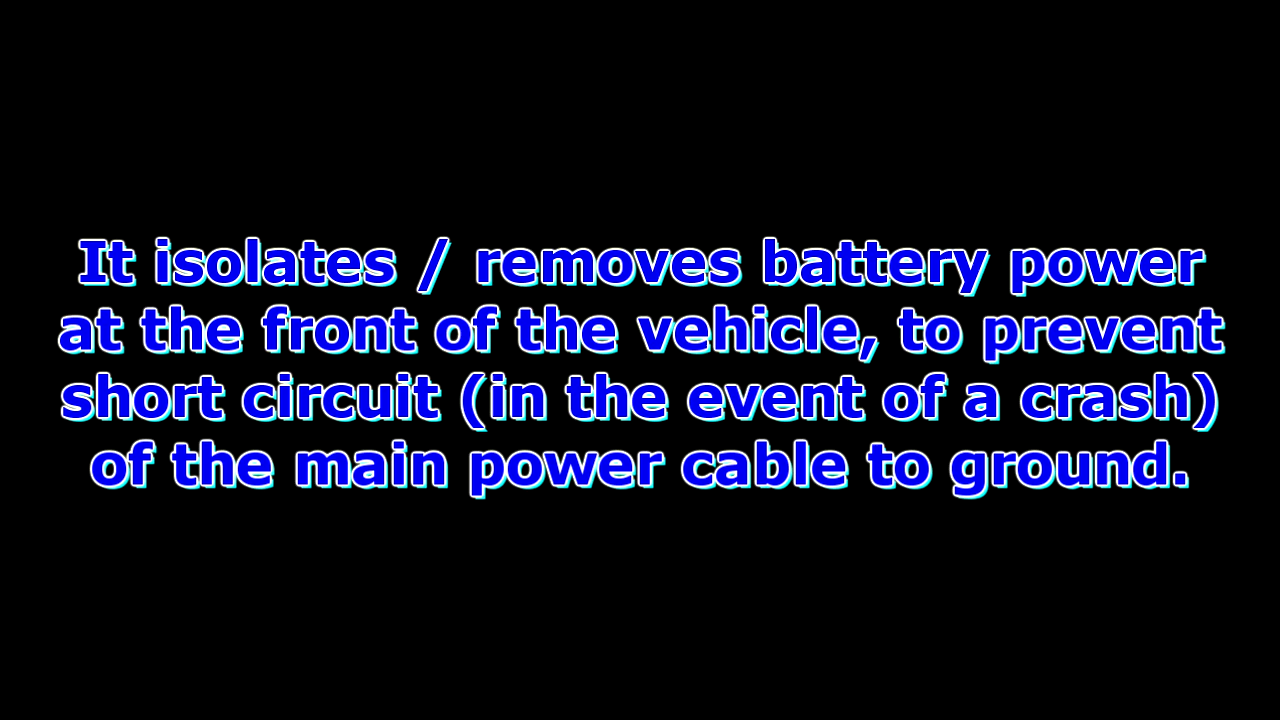 It isolates / removes battery power
at the front of the vehicle, to prevent
short circuit (in the event of a crash)
of the main power cable to ground.